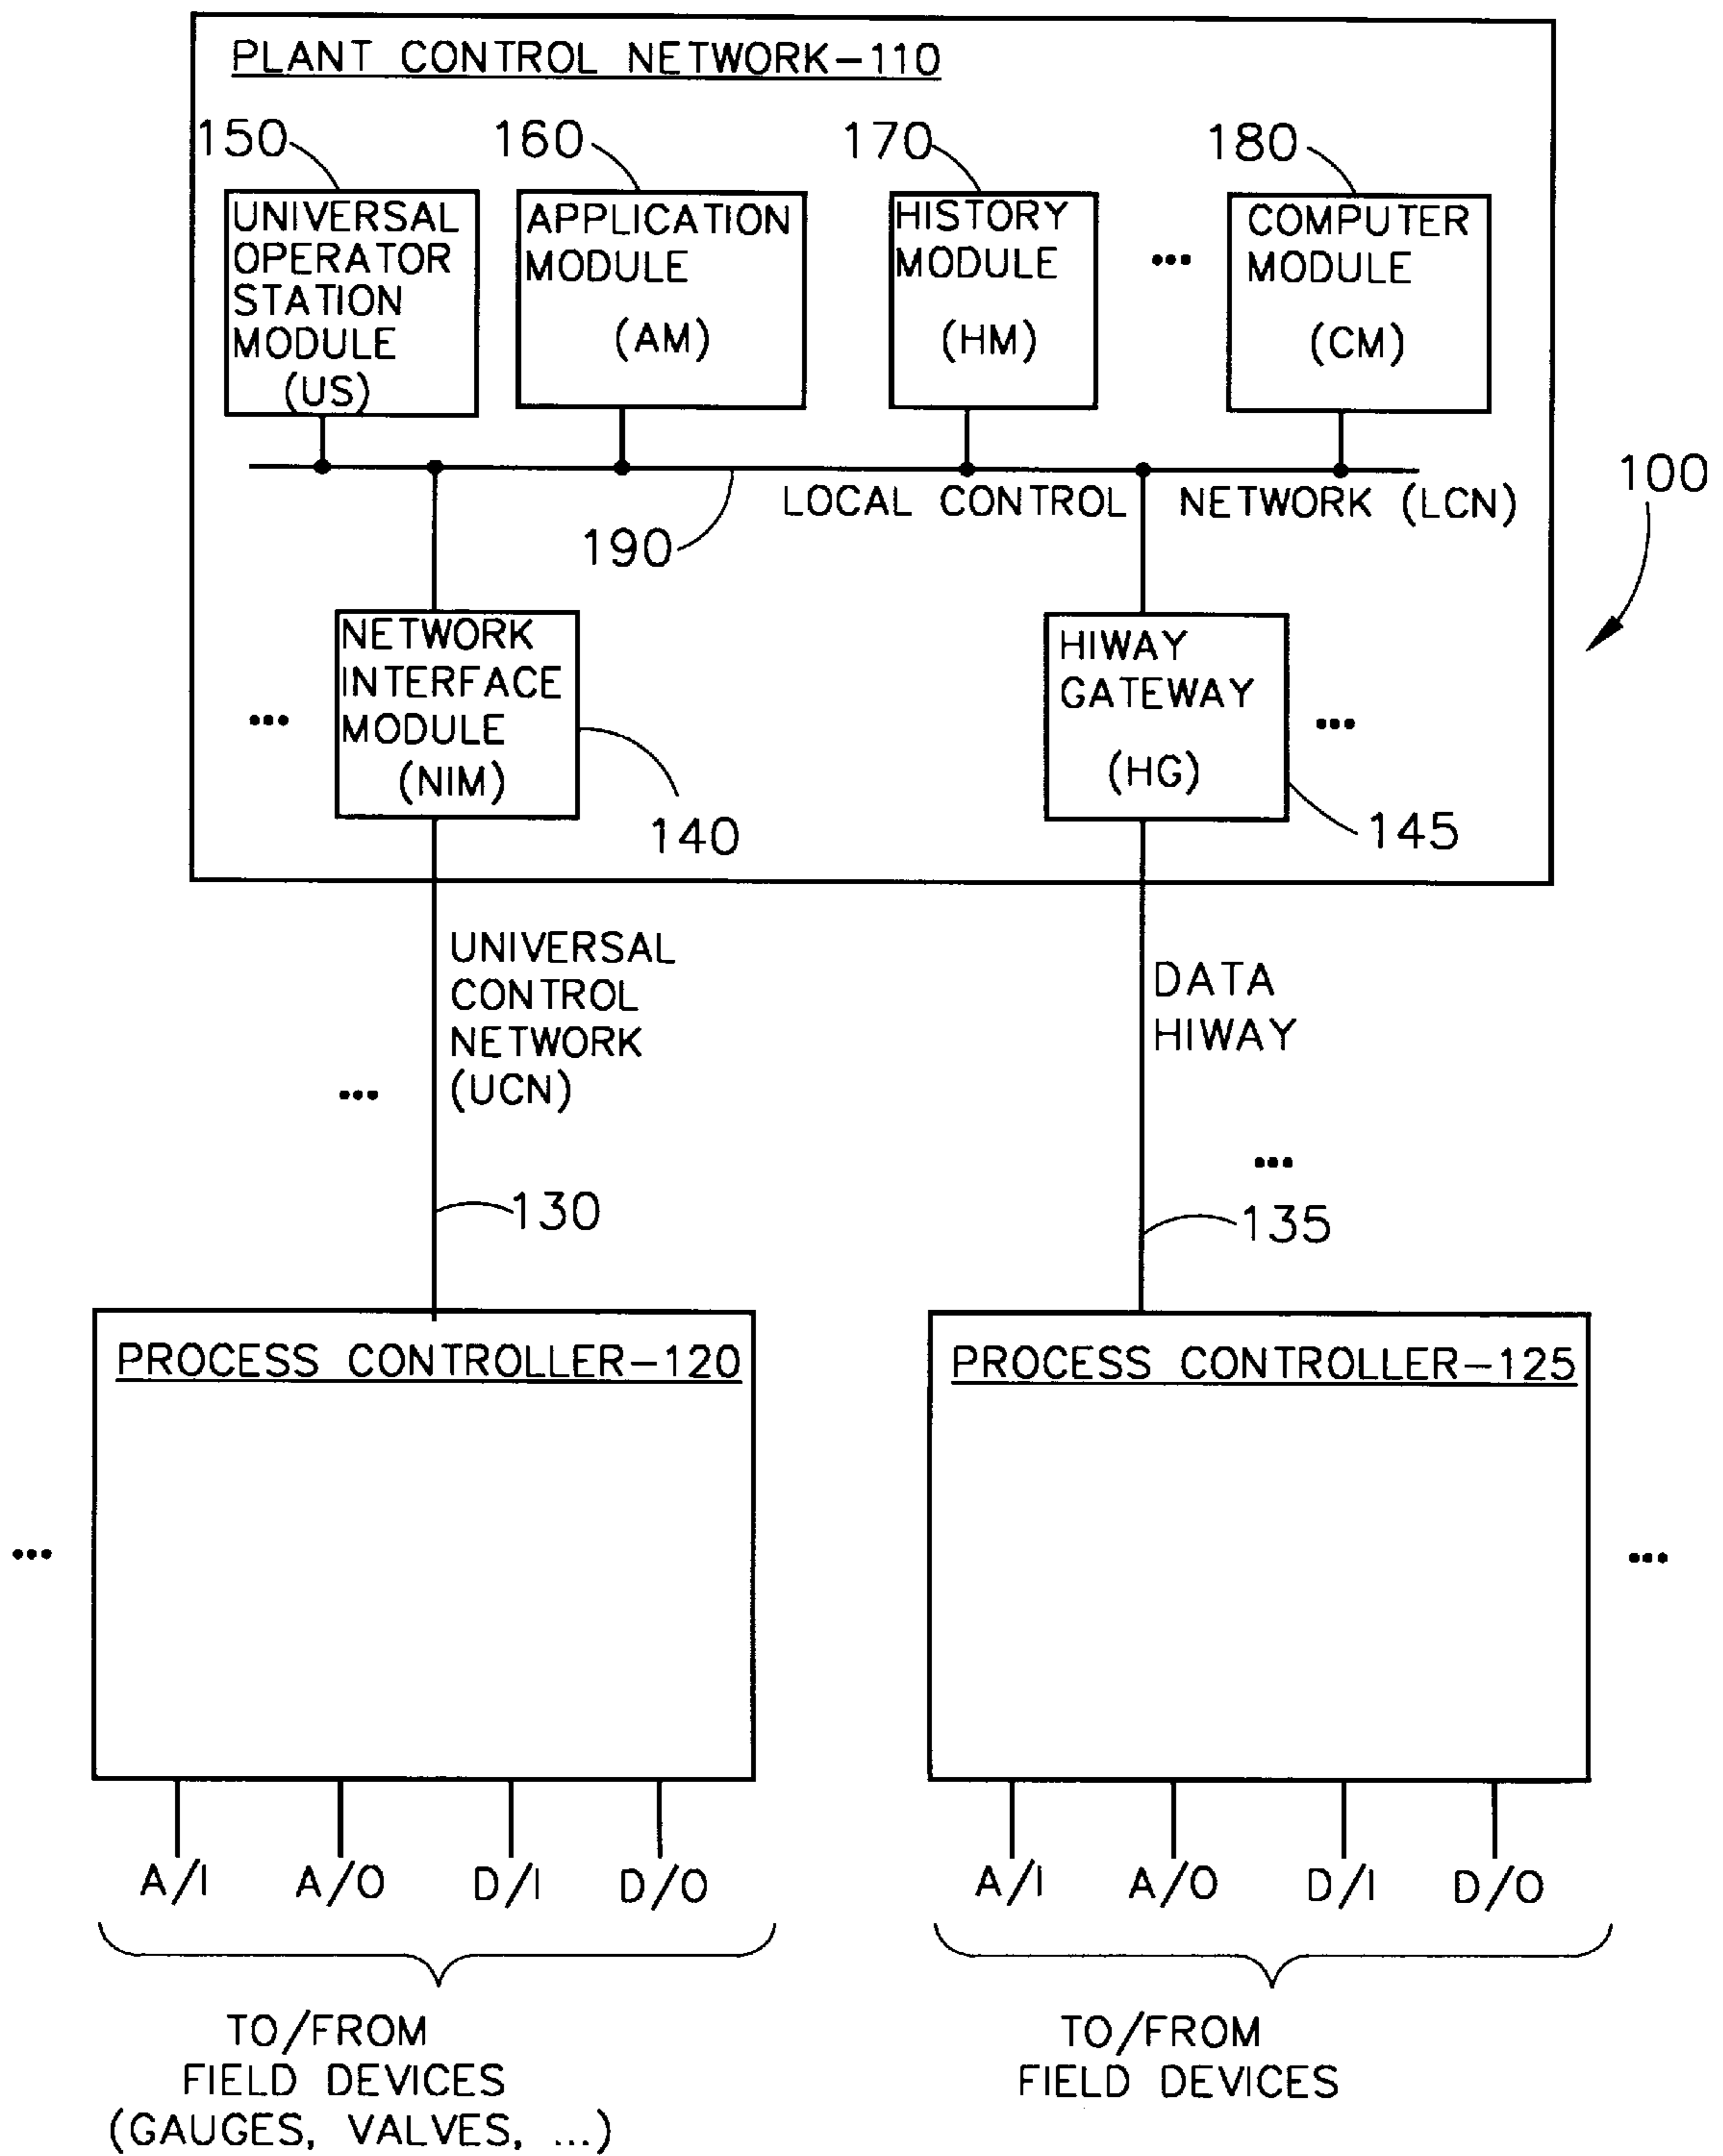 PLANT CONTROL NETWORK-110
150
160
170
180
UNIVERSAL
OPERATOR
STATION
MODULE
(US)
APPLICATION
MODULE
(AM)
HISTORY
MODULE
(HM)
...
COMPUTER
MODULE
(CM)
LOCAL CONTROL NETWORK (LCN)
190
100
...
NETWORK
INTERFACE
MODULE
(NIM)
140
HIWAY
GATEWAY
(HG)
...
145
UNIVERSAL
CONTROL
NETWORK
(UCN)
...
130
DATA
HIWAY
...
135
PROCESS CONTROLLER-120
...
A/I A/O D/I D/O
TO/FROM
FIELD DEVICES
(GAUGES, VALVES, ...)
PROCESS CONTROLLER-125
...
A/I A/O D/I D/O
TO/FROM
FIELD DEVICES